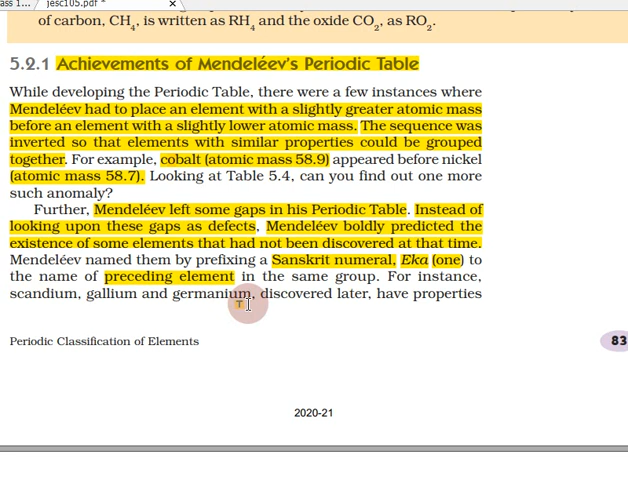 ass 1... jesc105.pdf * ×
of carbon, CH4, is written as RH4 and the oxide CO2, as RO2.
5.2.1 Achievements of Mendeléev's Periodic Table
While developing the Periodic Table, there were a few instances where
Mendeléev had to place an element with a slightly greater atomic mass
before an element with a slightly lower atomic mass. The sequence was
inverted so that elements with similar properties could be grouped
together. For example, cobalt (atomic mass 58.9) appeared before nickel
(atomic mass 58.7). Looking at Table 5.4, can you find out one more
such anomaly?
Further, Mendeléev left some gaps in his Periodic Table. Instead of
looking upon these gaps as defects, Mendeléev boldly predicted the
existence of some elements that had not been discovered at that time.
Mendeléev named them by prefixing a Sanskrit numeral, Eka (one) to
the name of preceding element in the same group. For instance,
scandium, gallium and germanium, discovered later, have properties
Periodic Classification of Elements
83
2020-21